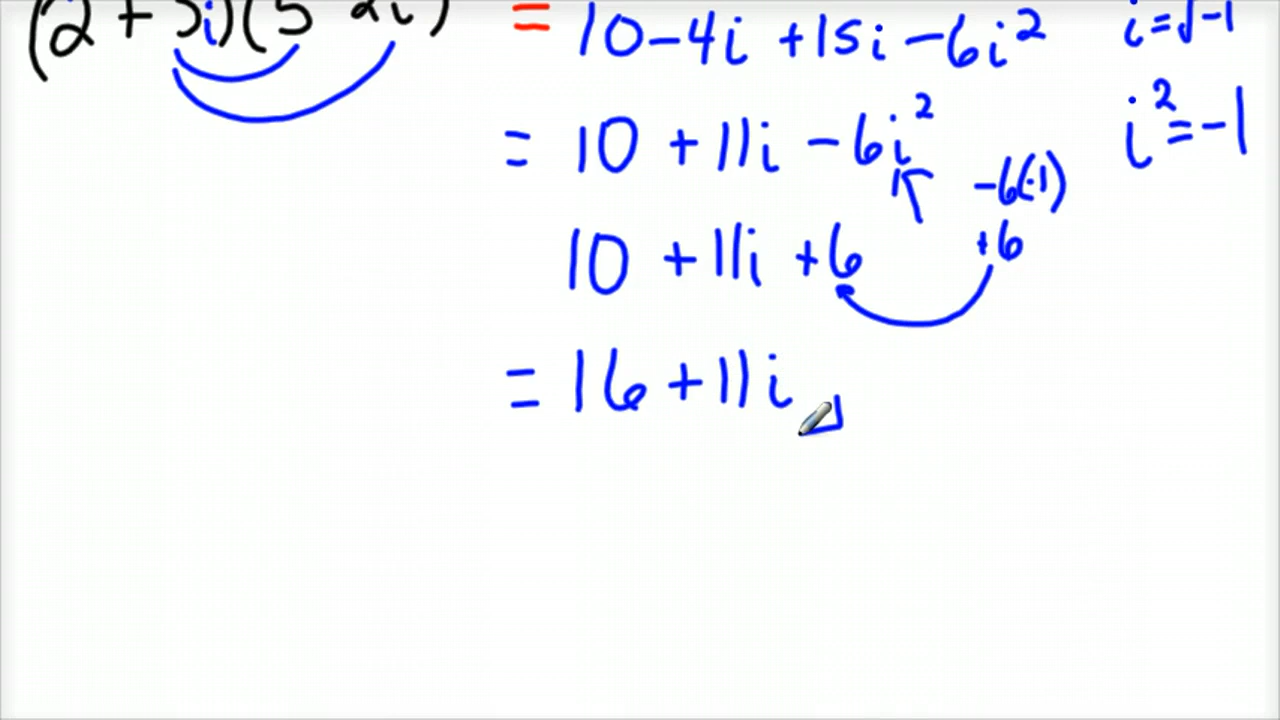 (2 + 3i)(5 - 2i) = 10 - 4i + 15i - 6i² i = √-1
= 10 + 11i - 6i² i² = -1
-6(-1)
10 + 11i + 6 +6
= 16 + 11i